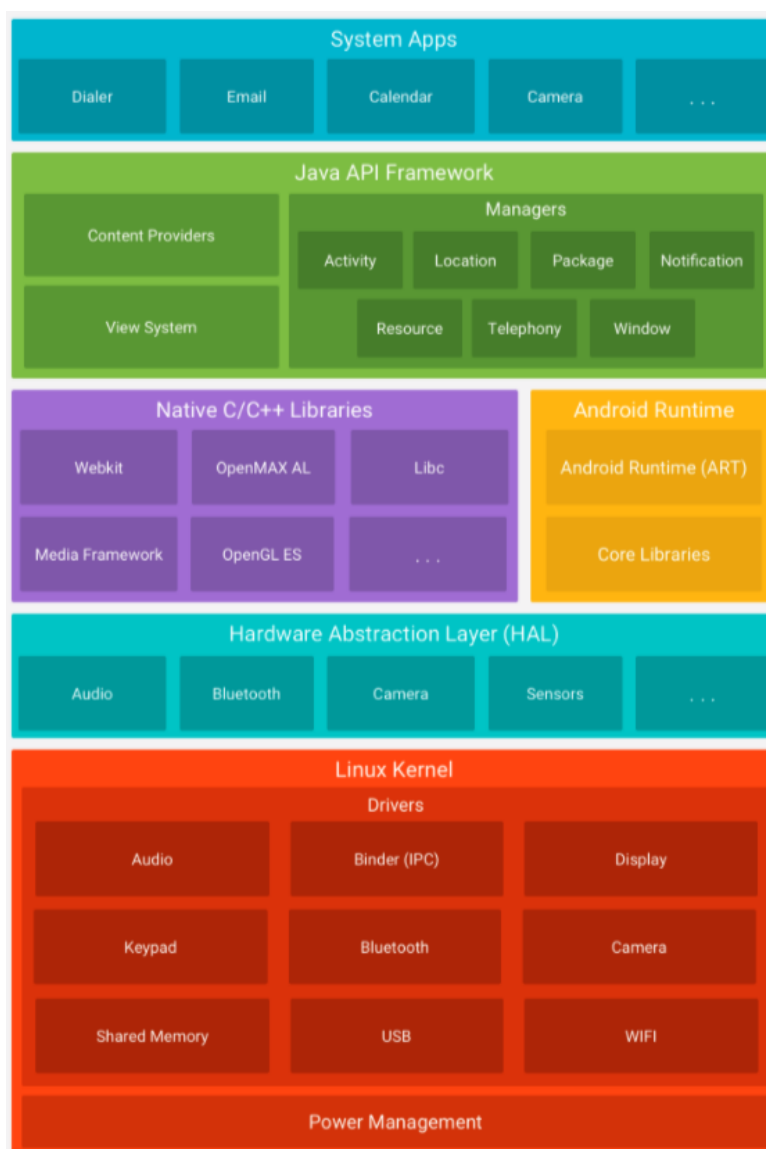 System Apps
Dialer Email Calendar Camera . . .
Java API Framework
Content Providers
View System
Managers
Activity Location Package Notification
Resource Telephony Window
Native C/C++ Libraries
Webkit OpenMAX AL Libc
Media Framework OpenGL ES . . .
Android Runtime
Android Runtime (ART)
Core Libraries
Hardware Abstraction Layer (HAL)
Audio Bluetooth Camera Sensors . . .
Linux Kernel
Drivers
Audio Binder (IPC) Display
Keypad Bluetooth Camera
Shared Memory USB WIFI
Power Management